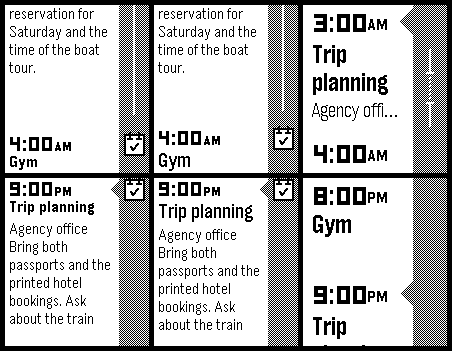 reservation for
Saturday and the
time of the boat
tour.
4:00AM
Gym
reservation for
Saturday and the
time of the boat
tour.
4:00AM
Gym
3:00AM
Trip
planning
Agency offi...
4:00AM
9:00PM
Trip planning
Agency office
Bring both
passports and the
printed hotel
bookings. Ask
about the train
9:00PM
Trip planning
Agency office
Bring both
passports and the
printed hotel
bookings. Ask
about the train
8:00PM
Gym
9:00PM
Trip